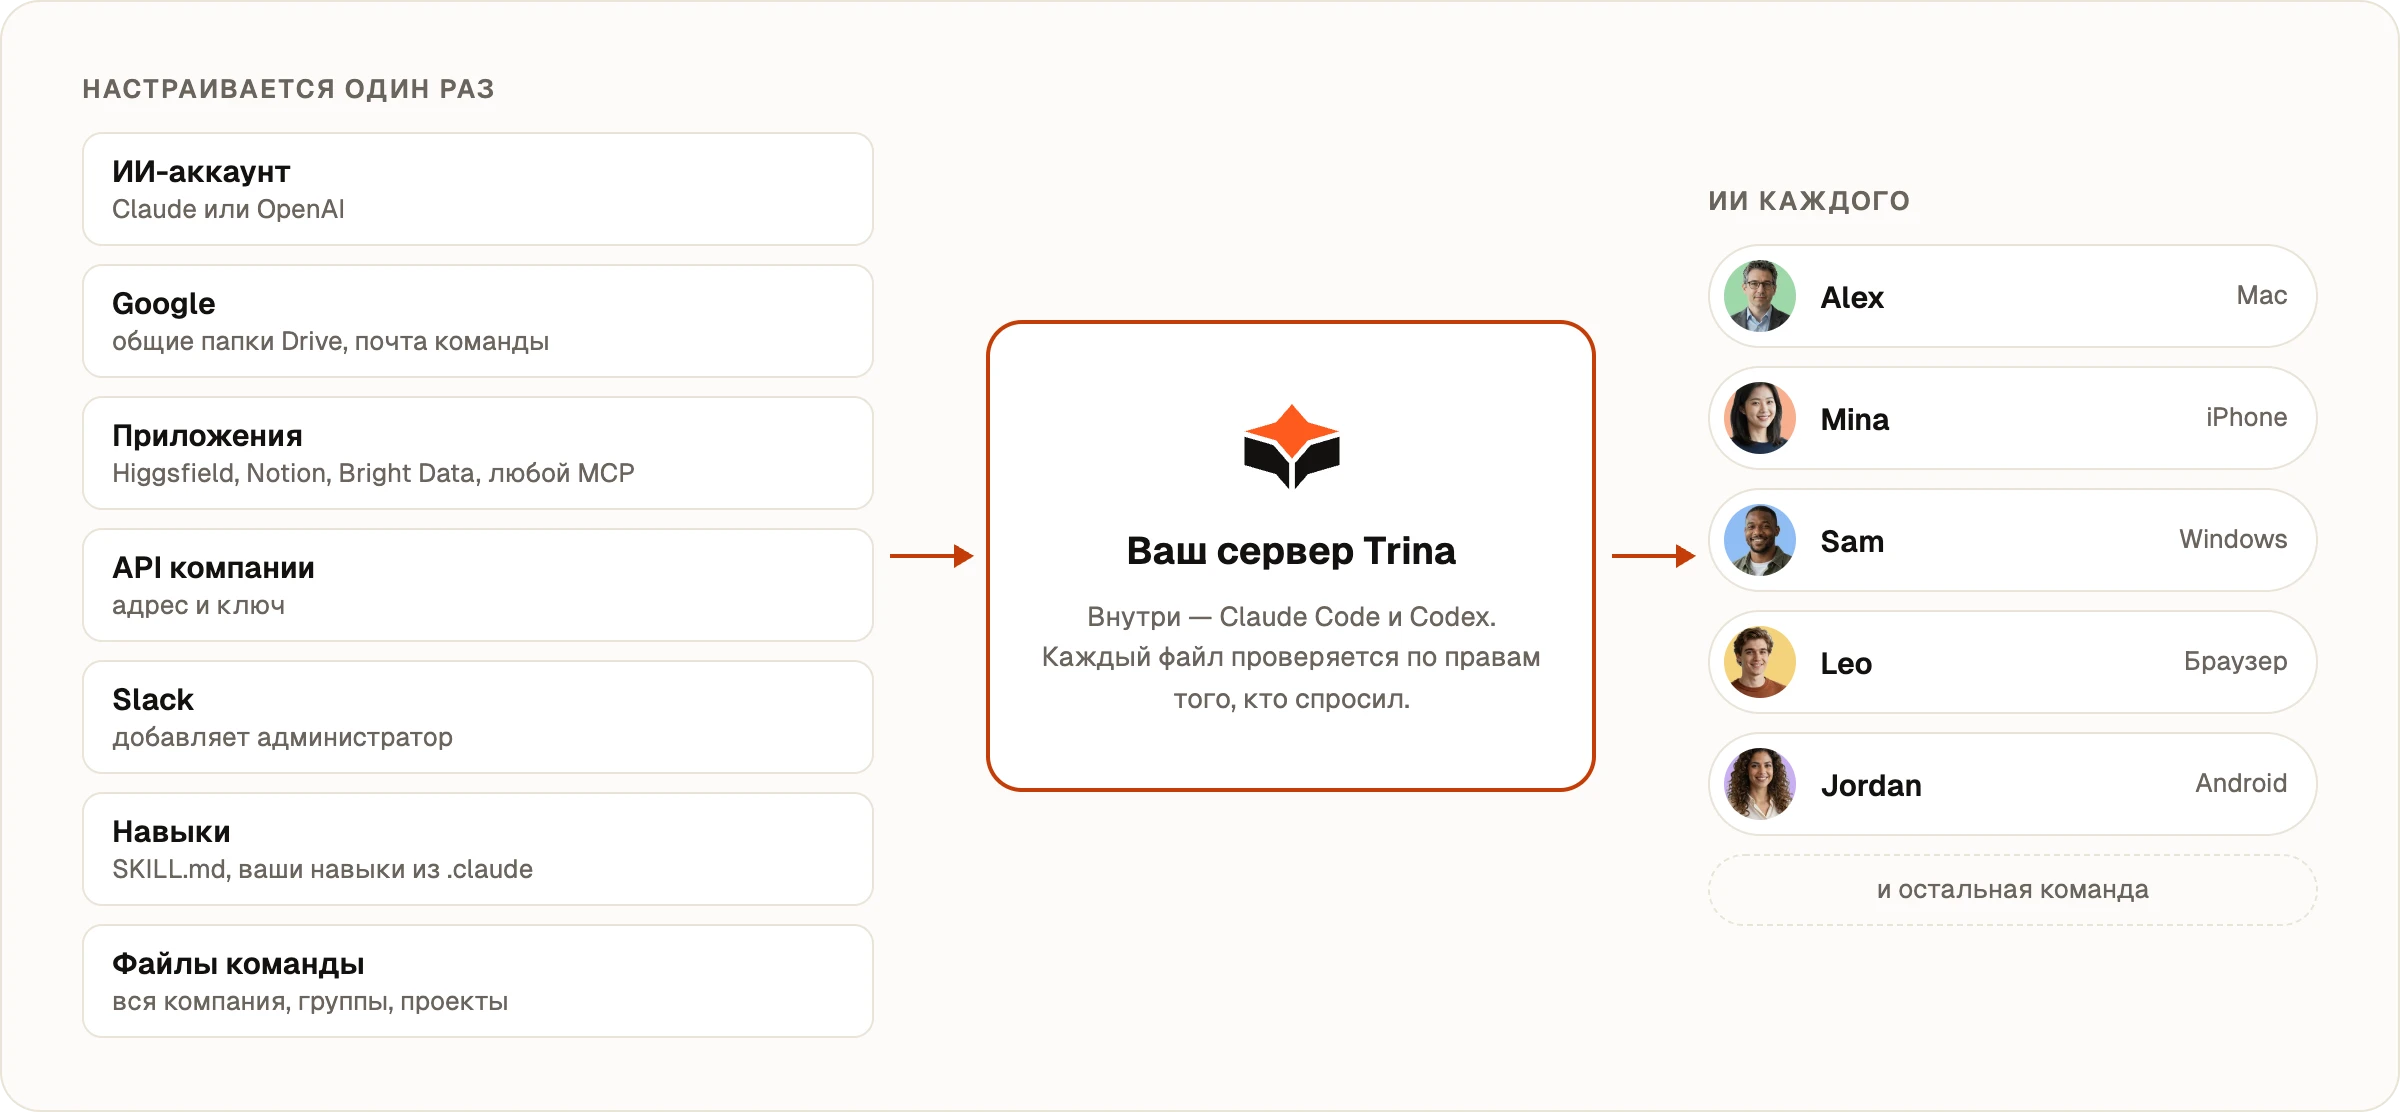 НАСТРАИВАЕТСЯ ОДИН РАЗ
ИИ-аккаунт
Claude или OpenAI
Google
общие папки Drive, почта команды
Приложения
Higgsfield, Notion, Bright Data, любой MCP
API компании
адрес и ключ
Slack
добавляет администратор
Навыки
SKILL.md, ваши навыки из .claude
Файлы команды
вся компания, группы, проекты
Ваш сервер Trina
Внутри — Claude Code и Codex.
Каждый файл проверяется по правам
того, кто спросил.
ИИ КАЖДОГО
Alex Mac
Mina iPhone
Sam Windows
Leo Браузер
Jordan Android
и остальная команда